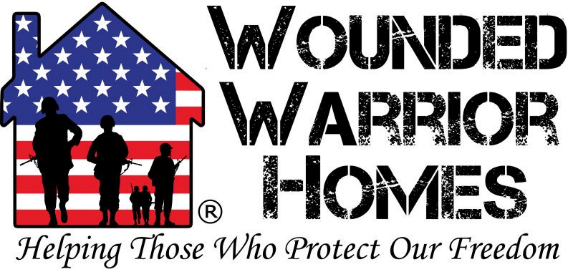 WOUNDED
WARRIOR
HOMES
®
Helping Those Who Protect Our Freedom